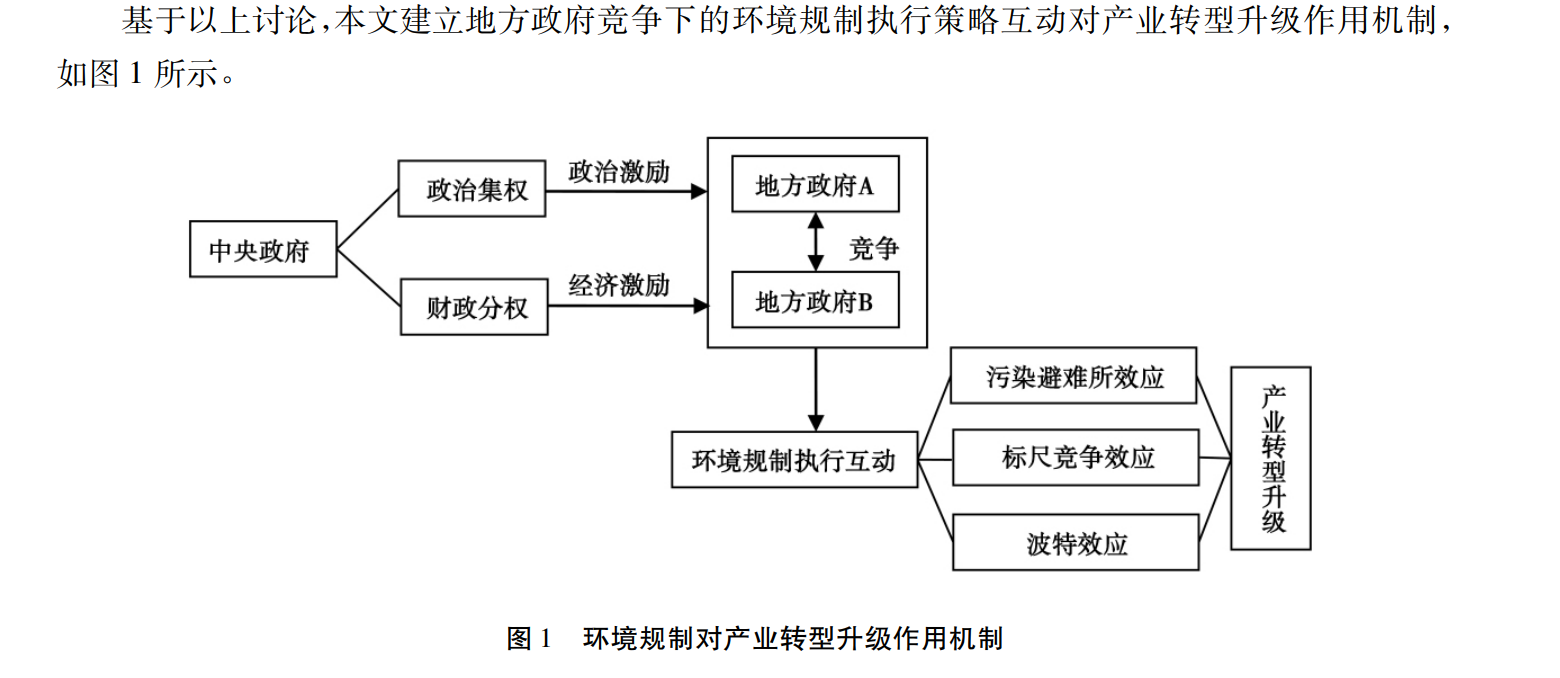 基于以上讨论,本文建立地方政府竞争下的环境规制执行策略互动对产业转型升级作用机制,
如图1所示。
中央政府
政治集权
政治激励
财政分权
经济激励
地方政府A
竞争
地方政府B
环境规制执行互动
污染避难所效应
标尺竞争效应
波特效应
产业转型升级
图1 环境规制对产业转型升级作用机制